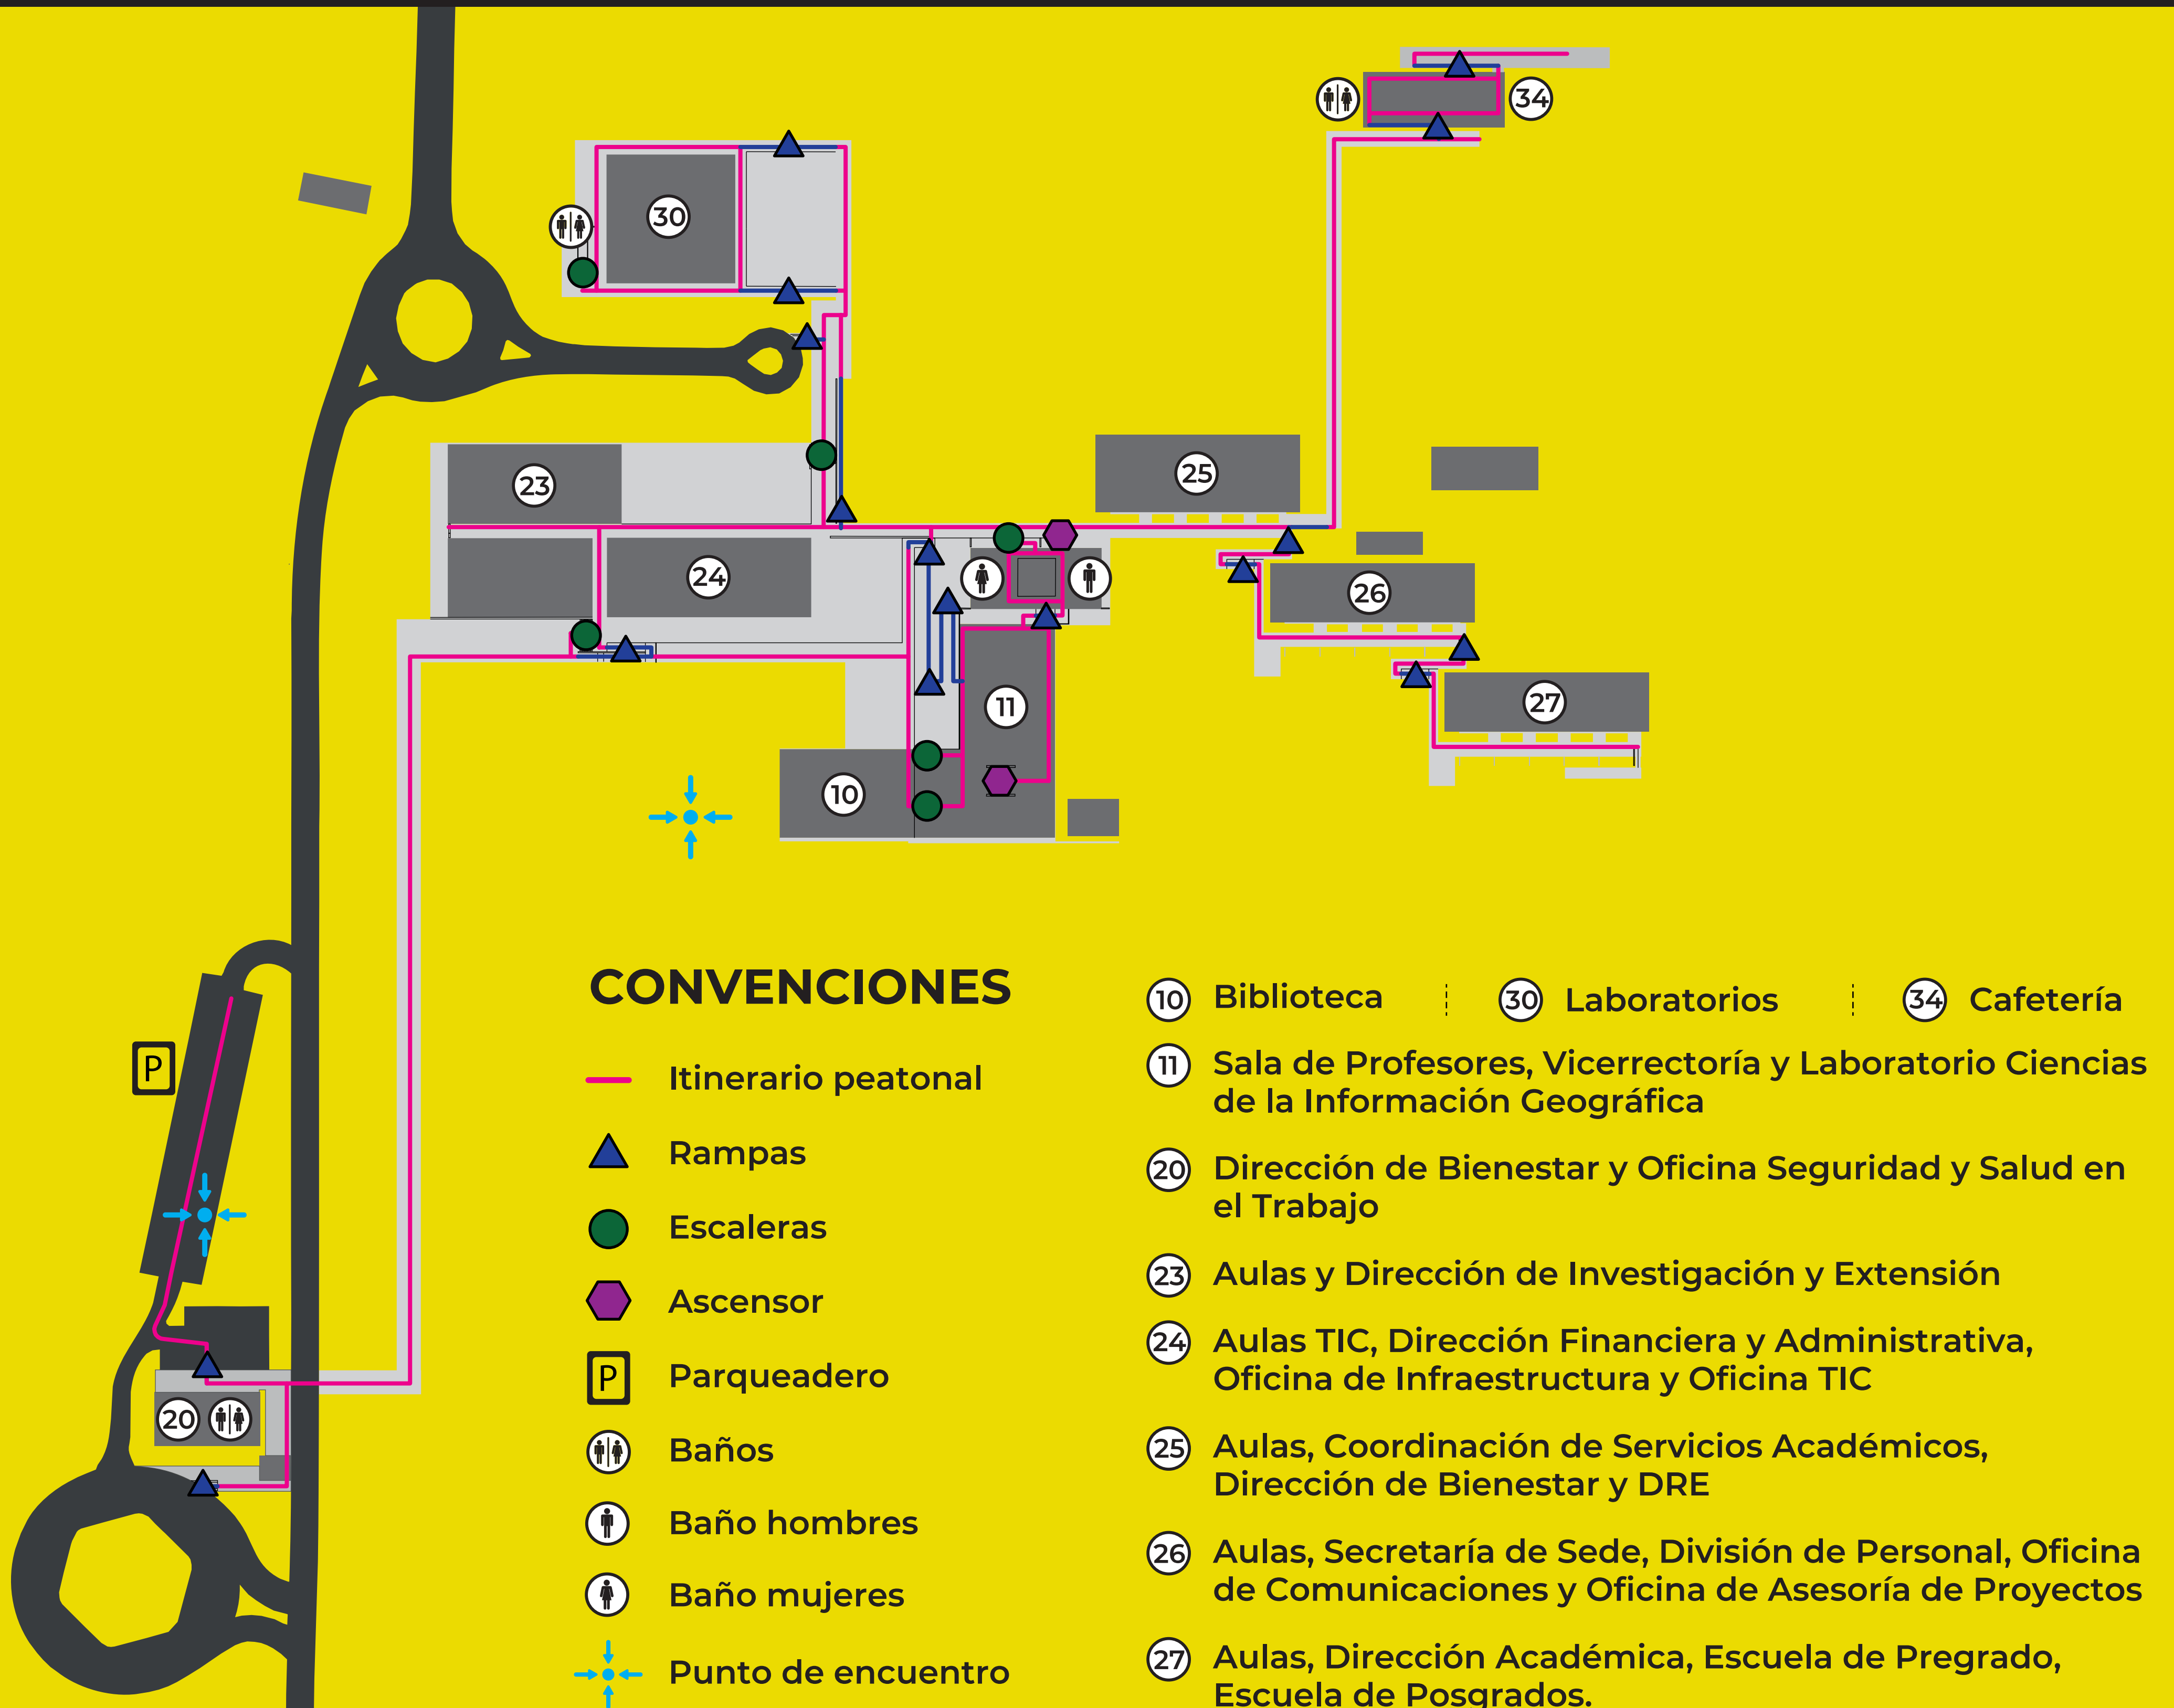 34
30
25
23
24
26
11
27
10
P
20
CONVENCIONES
Itinerario peatonal
Rampas
Escaleras
Ascensor
P Parqueadero
Baños
Baño hombres
Baño mujeres
Punto de encuentro
10 Biblioteca
30 Laboratorios
34 Cafetería
11 Sala de Profesores, Vicerrectoría y Laboratorio Ciencias
de la Información Geográfica
20 Dirección de Bienestar y Oficina Seguridad y Salud en
el Trabajo
23 Aulas y Dirección de Investigación y Extensión
24 Aulas TIC, Dirección Financiera y Administrativa,
Oficina de Infraestructura y Oficina TIC
25 Aulas, Coordinación de Servicios Académicos,
Dirección de Bienestar y DRE
26 Aulas, Secretaría de Sede, División de Personal, Oficina
de Comunicaciones y Oficina de Asesoría de Proyectos
27 Aulas, Dirección Académica, Escuela de Pregrado,
Escuela de Posgrados.